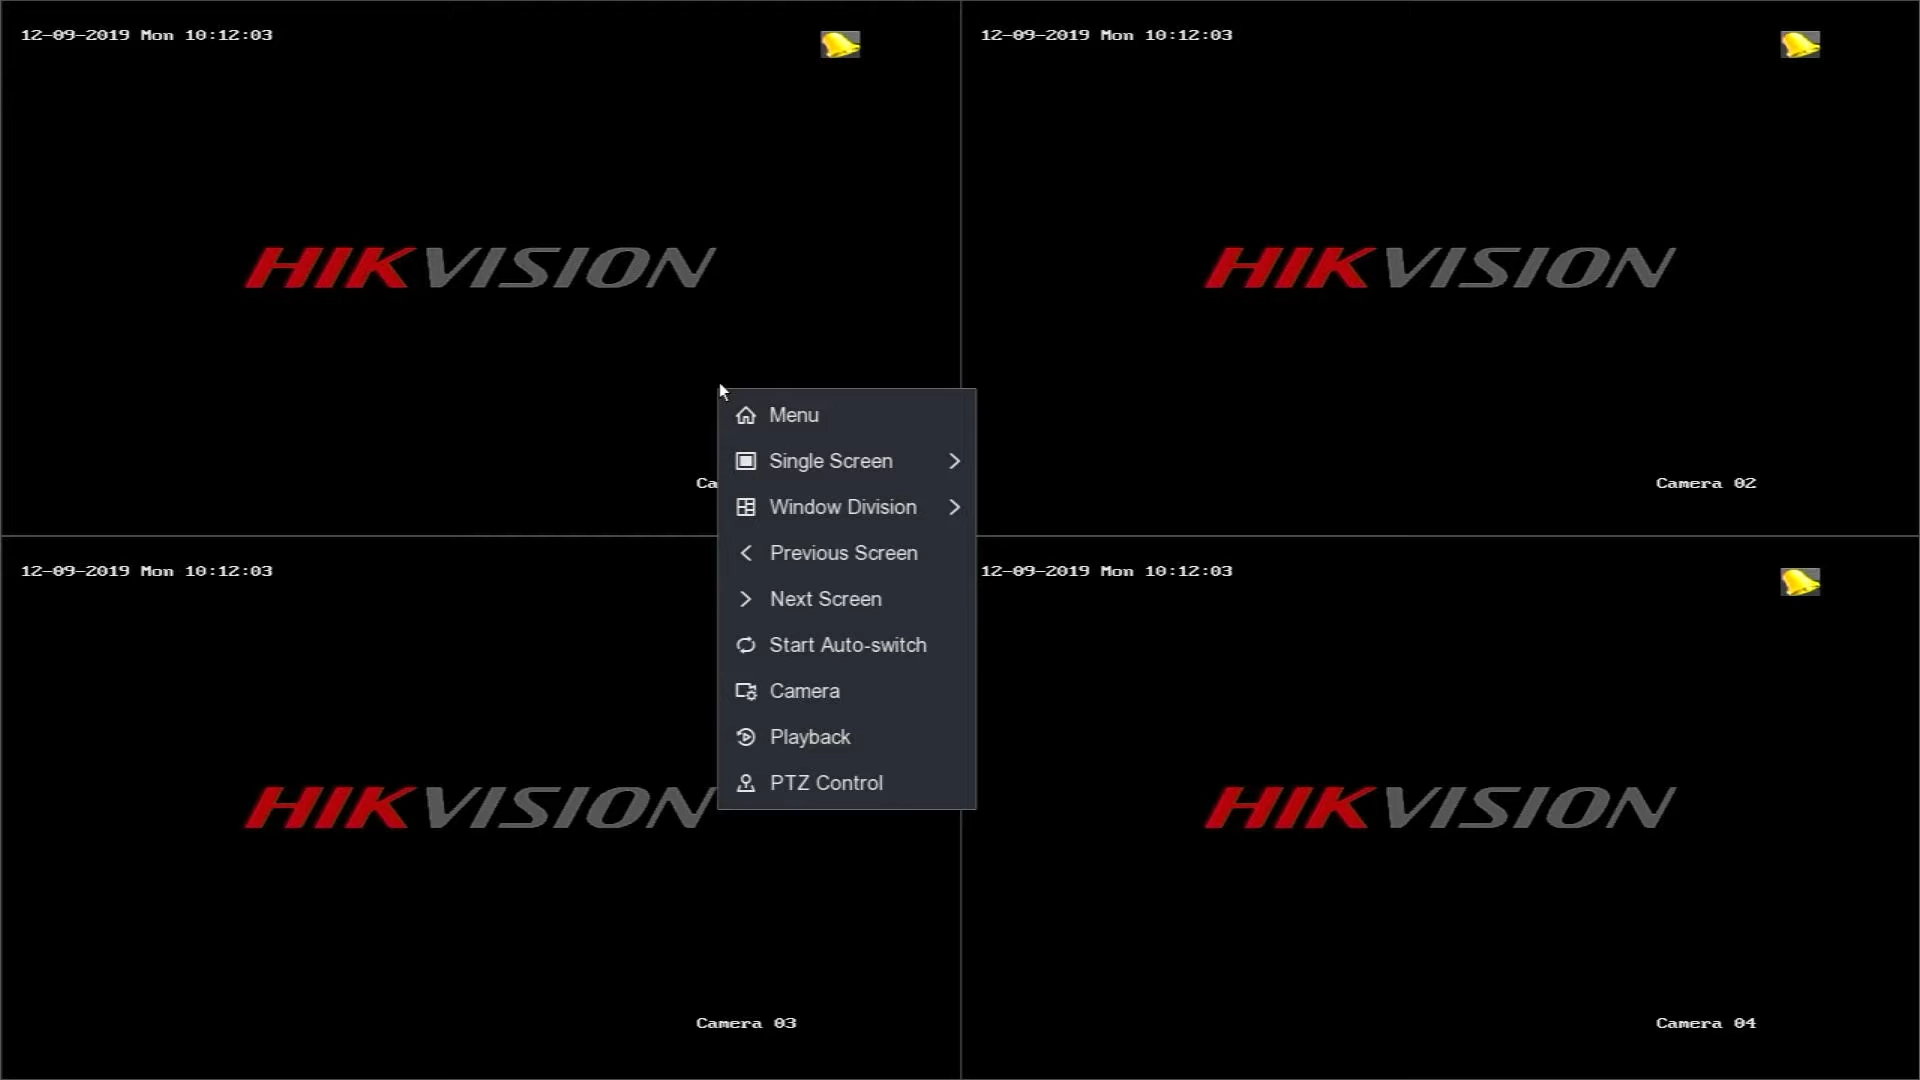 12-09-2019 Mon 10:12:03
12-09-2019 Mon 10:12:03
HIKVISION
HIKVISION
Menu
Single Screen
Window Division
Previous Screen
Next Screen
Start Auto-switch
Camera
Playback
PTZ Control
Ca
Camera 02
12-09-2019 Mon 10:12:03
12-09-2019 Mon 10:12:03
HIKVISION
HIKVISION
Camera 03
Camera 04